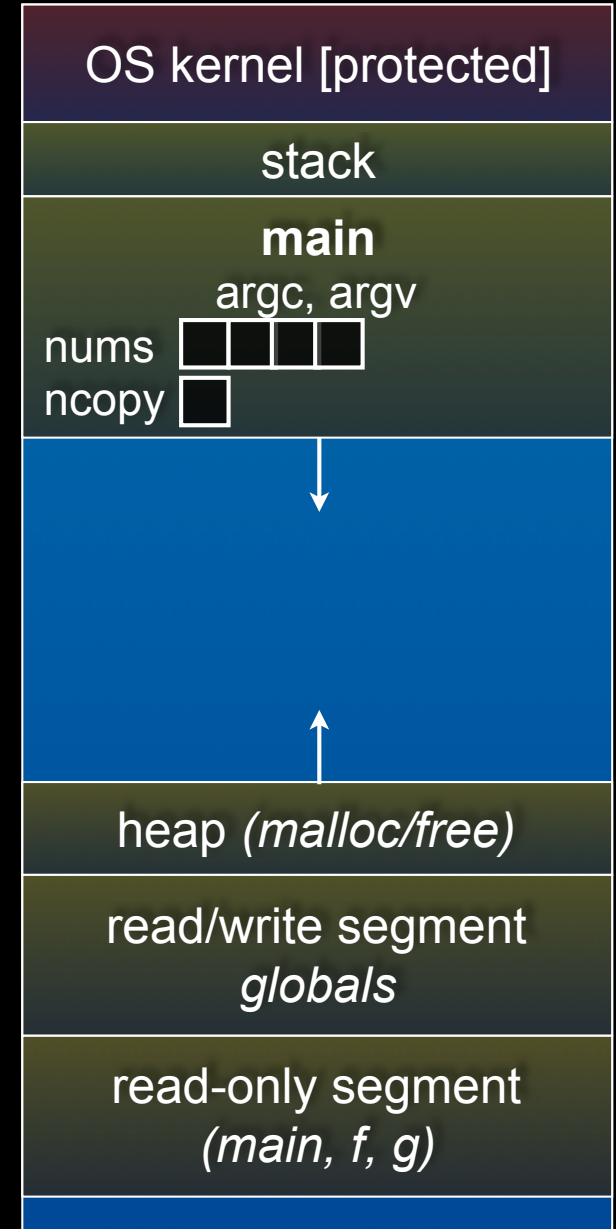 OS kernel [protected]
stack
main
argc, argv
nums
ncopy
heap (malloc/free)
read/write segment
globals
read-only segment
(main, f, g)